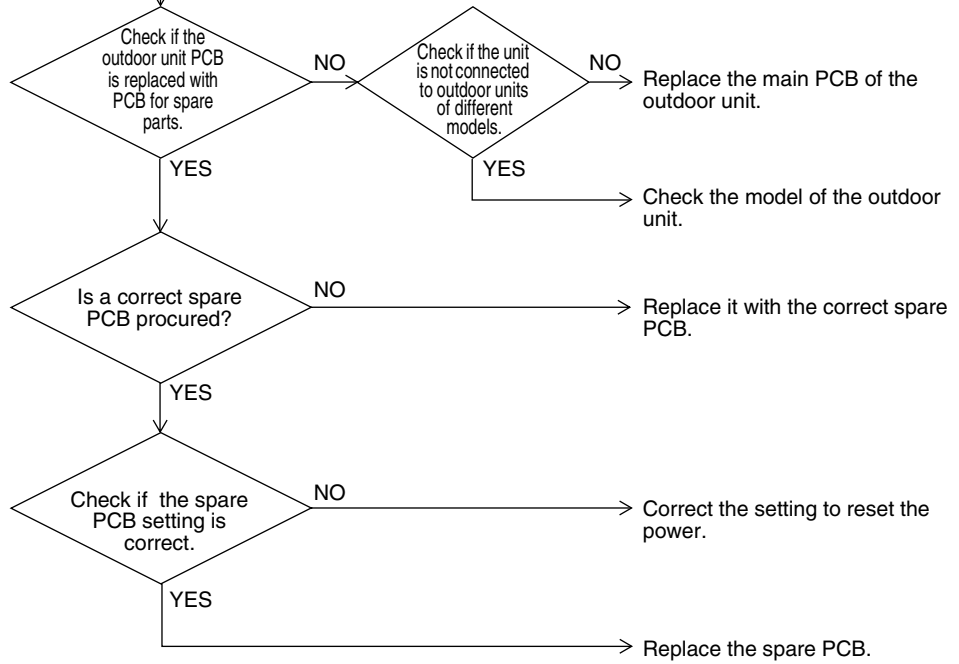 Check if the
outdoor unit PCB
is replaced with
PCB for spare
parts.
NO
Check if the unit
is not connected
to outdoor units
of different
models.
NO
Replace the main PCB of the
outdoor unit.
YES
YES
Check the model of the outdoor
unit.
Is a correct spare
PCB procured?
NO
Replace it with the correct spare
PCB.
YES
Check if the spare
PCB setting is
correct.
NO
Correct the setting to reset the
power.
YES
Replace the spare PCB.